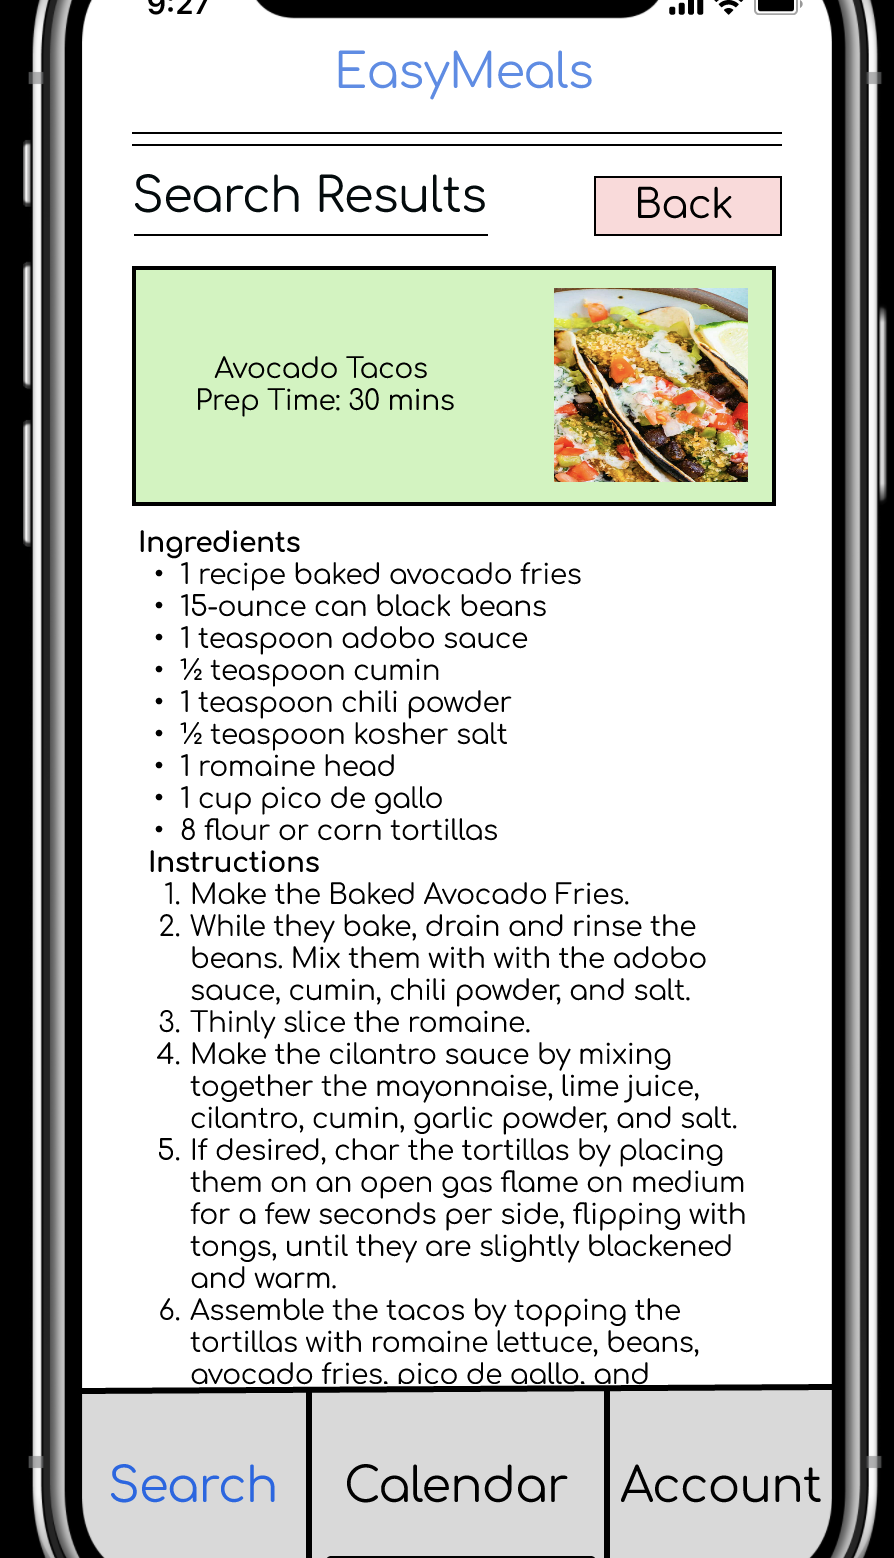 9:27
EasyMeals
Search Results
Back
Avocado Tacos
Prep Time: 30 mins
Ingredients
• 1 recipe baked avocado fries
• 15-ounce can black beans
• 1 teaspoon adobo sauce
• ½ teaspoon cumin
• 1 teaspoon chili powder
• ½ teaspoon kosher salt
• 1 romaine head
• 1 cup pico de gallo
• 8 flour or corn tortillas
Instructions
1. Make the Baked Avocado Fries.
2. While they bake, drain and rinse the
beans. Mix them with with the adobo
sauce, cumin, chili powder, and salt.
3. Thinly slice the romaine.
4. Make the cilantro sauce by mixing
together the mayonnaise, lime juice,
cilantro, cumin, garlic powder, and salt.
5. If desired, char the tortillas by placing
them on an open gas flame on medium
for a few seconds per side, flipping with
tongs, until they are slightly blackened
and warm.
6. Assemble the tacos by topping the
tortillas with romaine lettuce, beans,
avocado fries, pico de gallo, and
Search
Calendar
Account